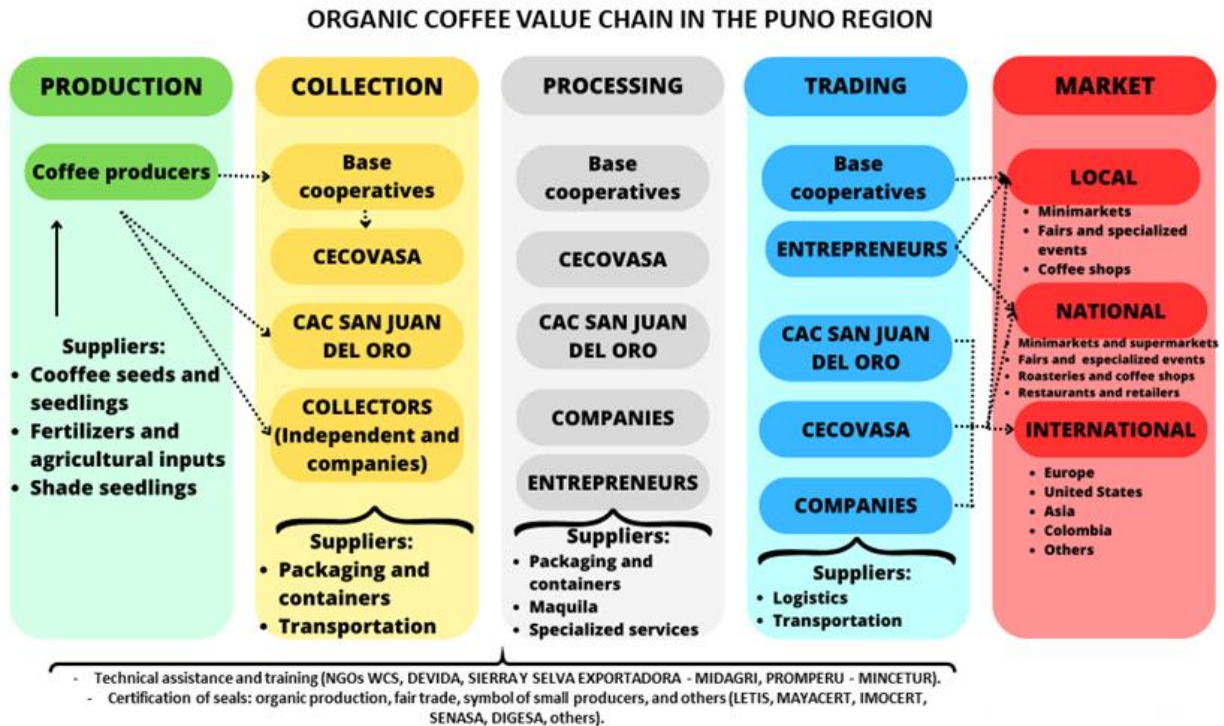 ORGANIC COFFEE VALUE CHAIN IN THE PUNO REGION
PRODUCTION
Coffee producers
Suppliers:
• Cooffee seeds and
seedlings
• Fertilizers and
agricultural inputs
• Shade seedlings
COLLECTION
Base
cooperatives
CECOVASA
CAC SAN JUAN
DEL ORO
COLLECTORS
(Independent and
companies)
Suppliers:
• Packaging and
containers
• Transportation
PROCESSING
Base
cooperatives
CECOVASA
CAC SAN JUAN
DEL ORO
COMPANIES
ENTREPRENEURS
Suppliers:
• Packaging and
containers
• Maquila
• Specialized services
TRADING
Base
cooperatives
ENTREPRENEURS
CAC SAN JUAN
DEL ORO
CECOVASA
COMPANIES
Suppliers:
• Logistics
• Transportation
MARKET
LOCAL
• Minimarkets
• Fairs and specialized
events
• Coffee shops
NATIONAL
• Minimarkets and supermarkets
• Fairs and especialized events
• Roasteries and coffee shops
• Restaurants and retailers
INTERNATIONAL
• Europe
• United States
• Asia
• Colombia
• Others
- Technical assistance and training (NGOs WCS, DEVIDA, SIERRA Y SELVA EXPORTADORA - MIDAGRI, PROMPERU - MINCETUR).
- Certification of seals: organic production, fair trade, symbol of small producers, and others (LETIS, MAYACERT, IMOCERT,
SENASA, DIGESA, others).